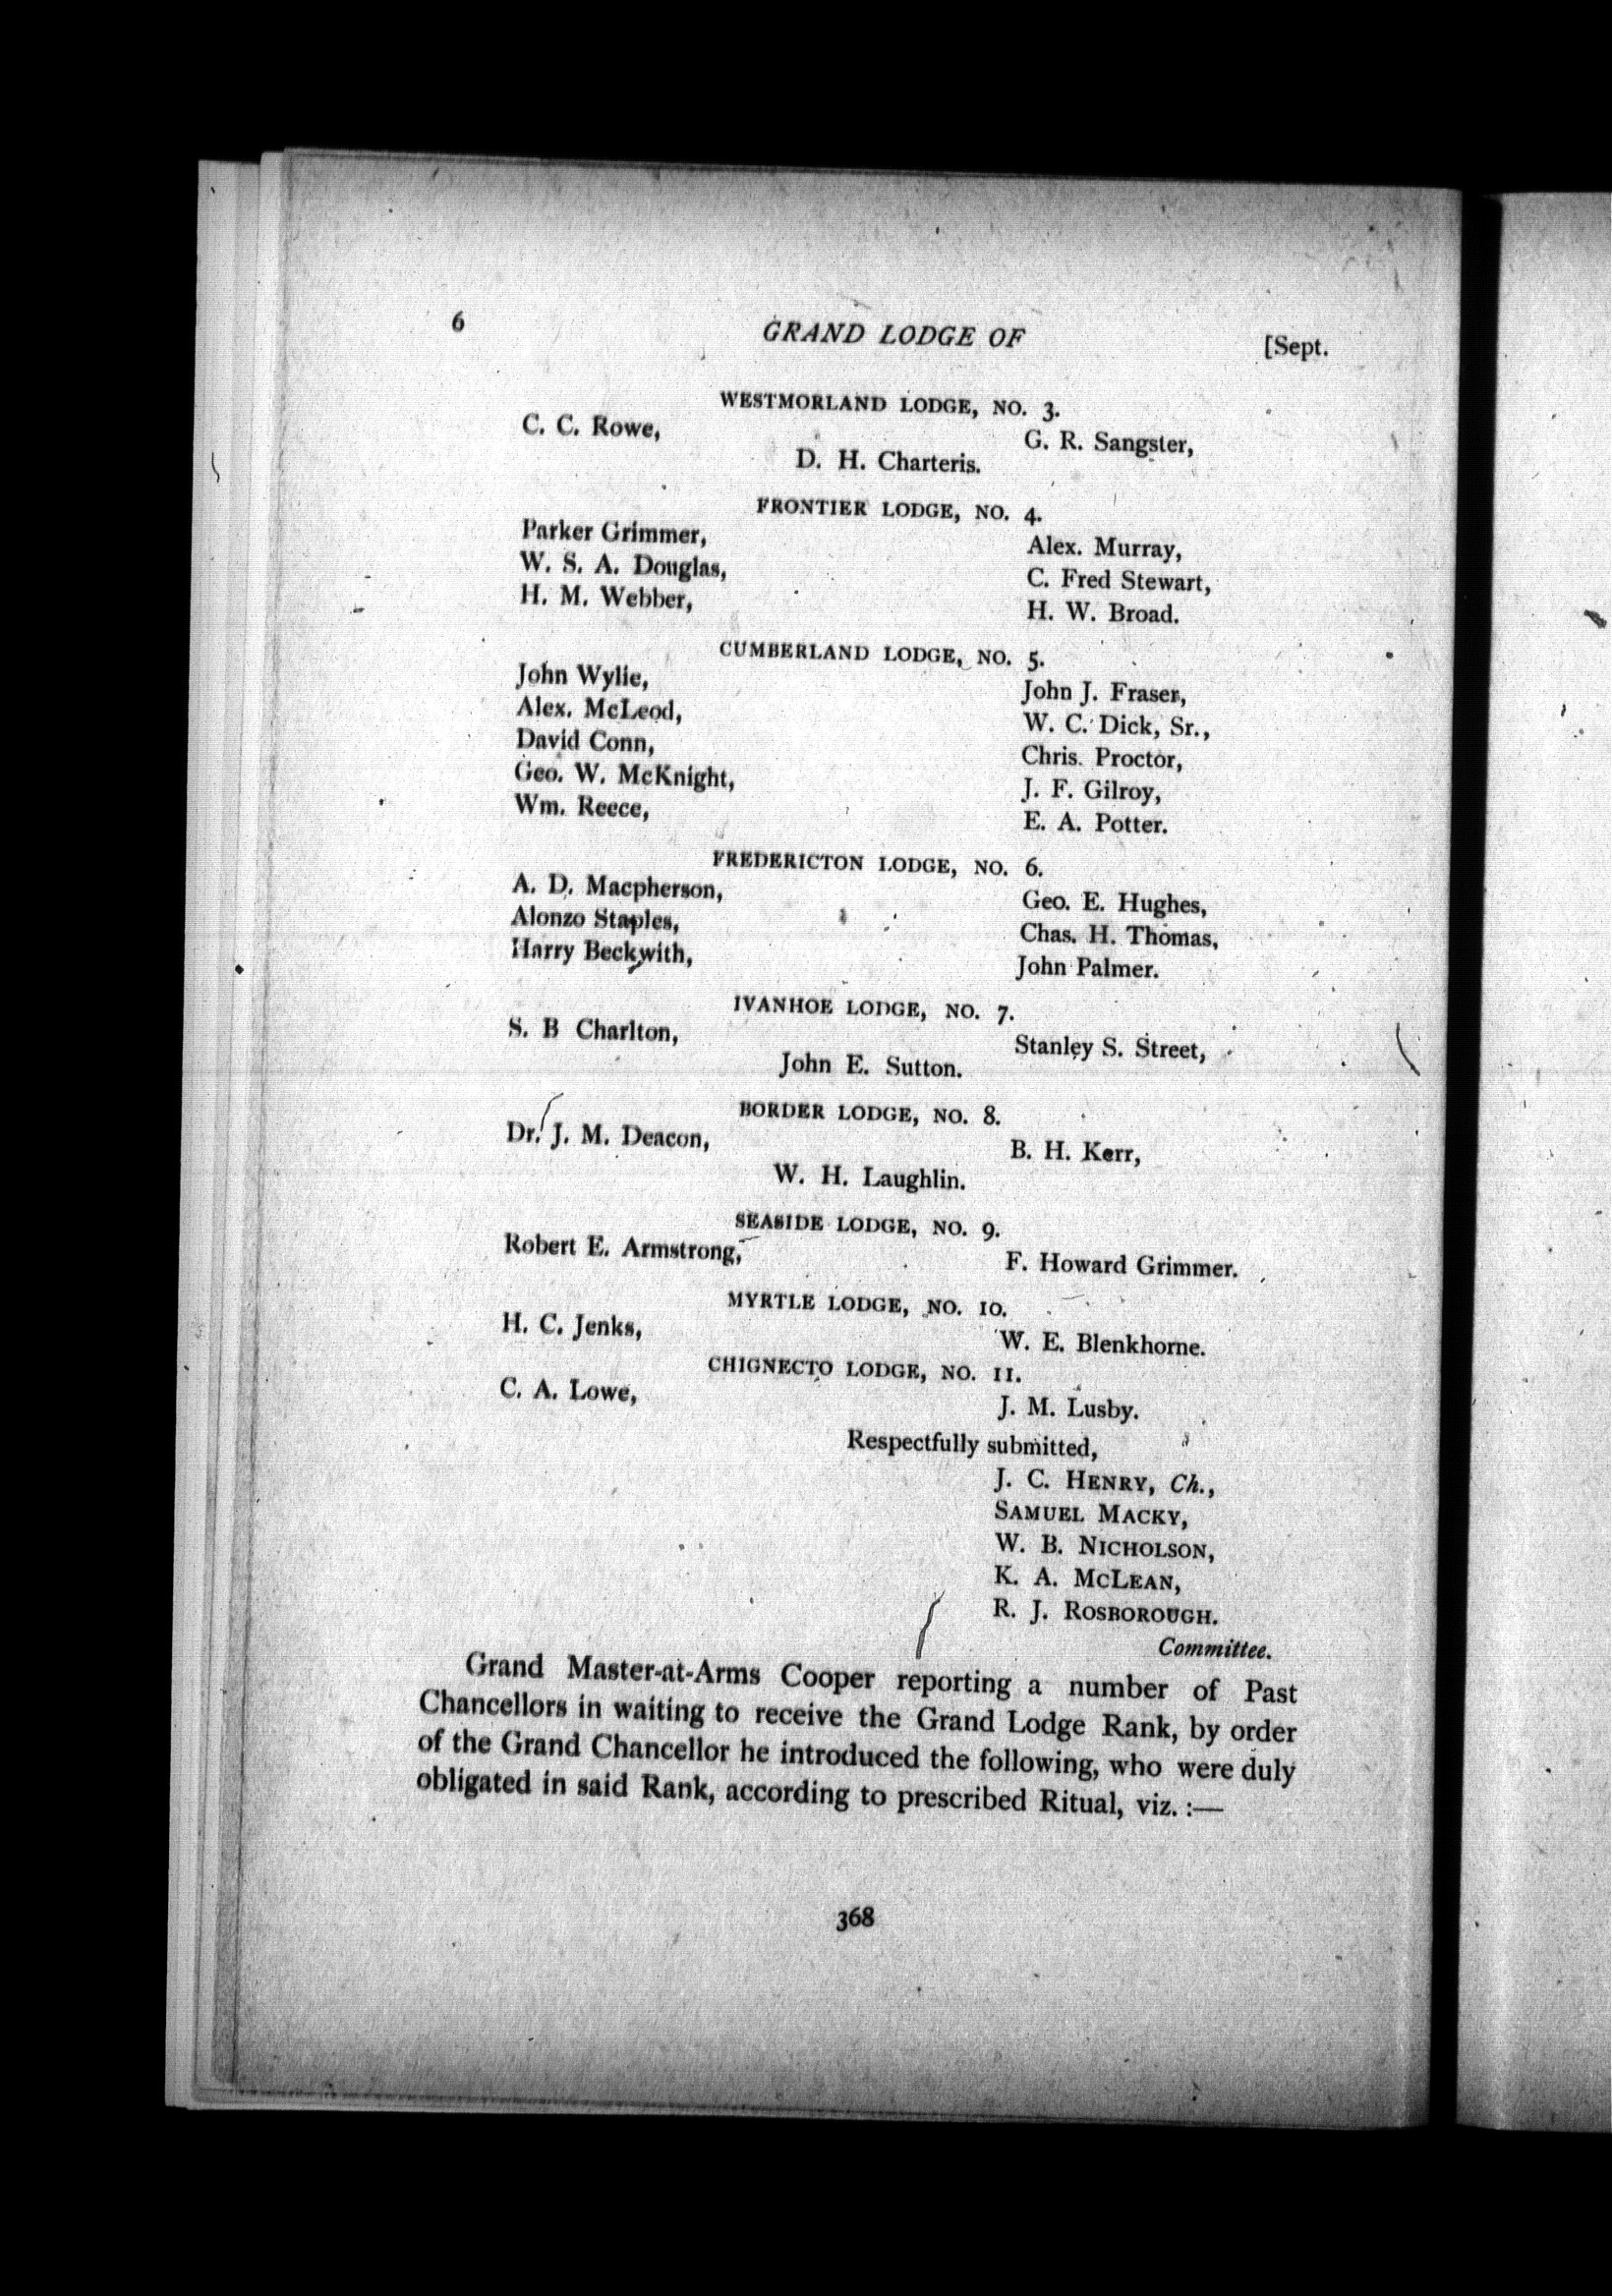 6 GRAND LODGE OF [Sept.
WESTMORLAND LODGE, NO. 3.
C. C. Rowe, G. R. Sangster,
D. H. Charteris.
FRONTIER LODGE, NO. 4.
Parker Grimmer, Alex. Murray,
W. S. A. Douglas, C. Fred Stewart,
H. M. Webber, H. W. Broad.
CUMBERLAND LODGE, NO. 5.
John Wylie, John J. Fraser,
Alex. McLeod, W. C. Dick, Sr.,
David Conn, Chris. Proctor,
Geo. W. McKnight, J. F. Gilroy,
Wm. Reece, E. A. Potter.
FREDERICTON LODGE, NO. 6.
A. D. Macpherson, Geo. E. Hughes,
Alonzo Staples, Chas. H. Thomas,
Harry Beckwith, John Palmer.
IVANHOE LODGE, NO. 7.
S. B Charlton, Stanley S. Street,
John E. Sutton.
BORDER LODGE, NO. 8.
Dr. J. M. Deacon, B. H. Kerr,
W. H. Laughlin.
SEASIDE LODGE, NO. 9.
Robert E. Armstrong, F. Howard Grimmer.
MYRTLE LODGE, NO. 10.
H. C. Jenks, W. E. Blenkhorne.
CHIGNECTO LODGE, NO. 11.
C. A. Lowe, J. M. Lusby.
Respectfully submitted,
J. C. HENRY, Ch.,
SAMUEL MACKY,
W. B. NICHOLSON,
K. A. MCLEAN,
R. J. ROSBOROUGH.
Committee.
Grand Master-at-Arms Cooper reporting a number of Past
Chancellors in waiting to receive the Grand Lodge Rank, by order
of the Grand Chancellor he introduced the following, who were duly
obligated in said Rank, according to prescribed Ritual, viz. :—
368